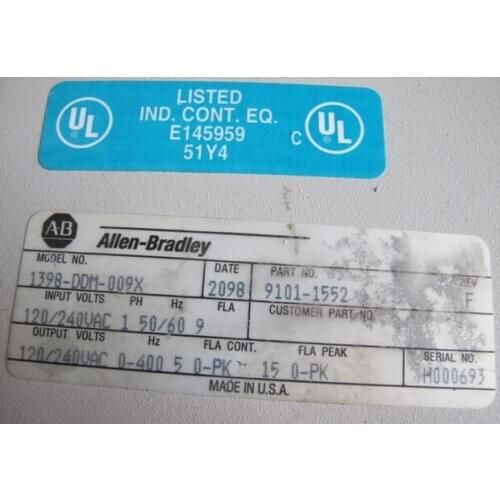 UL
LISTED
IND. CONT. EQ.
E145959
51Y4
C UL
AB Allen-Bradley
MODEL NO. DATE PART NO. REV
1398-DDM-009X 2098 9101-1552 F
INPUT VOLTS PH Hz FLA CUSTOMER PART NO.
120/240VAC 1 50/60 9
OUTPUT VOLTS Hz FLA CONT. FLA PEAK SERIAL NO.
120/240VAC 0-400 5 0-PK 15 0-PK H000693
MADE IN U.S.A.